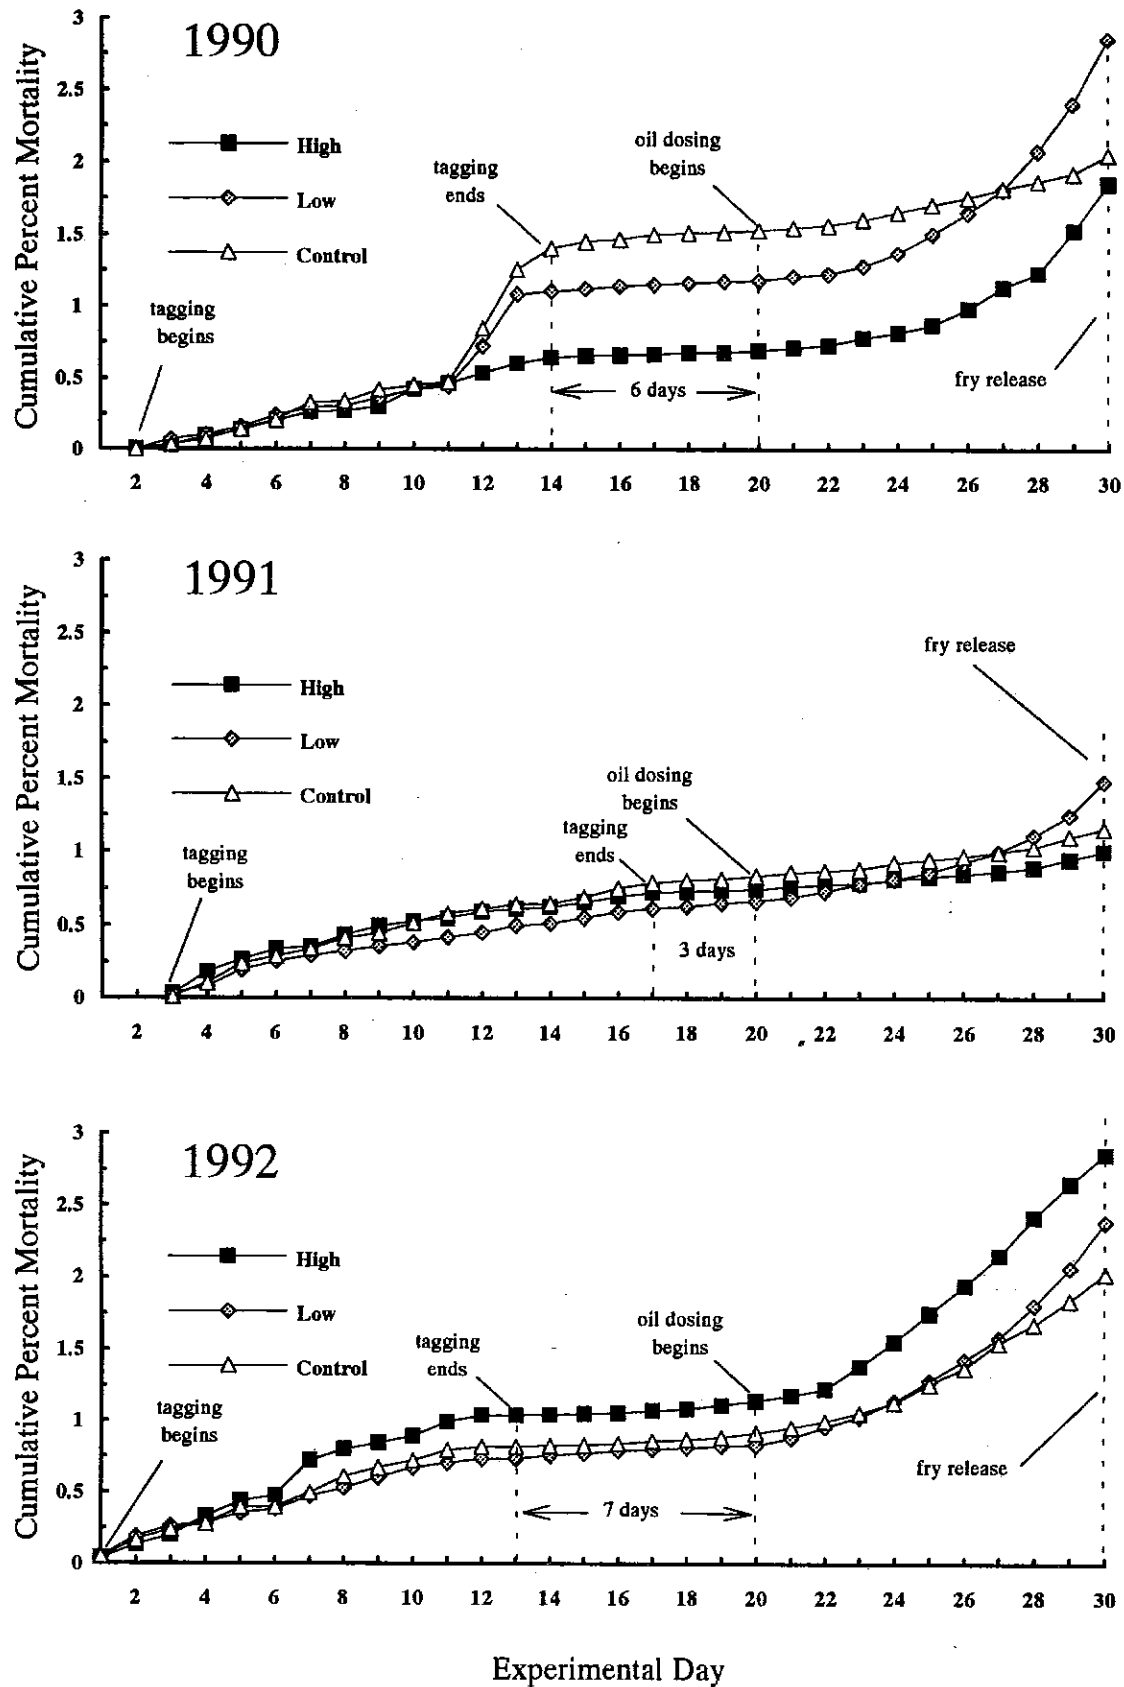 Cumulative Percent Mortality
3
2.5
2
1.5
1
0.5
0
1990
High
Low
Control
tagging
begins
tagging
ends
oil dosing
begins
6 days
fry release
2 4 6 8 10 12 14 16 18 20 22 24 26 28 30
Cumulative Percent Mortality
3
2.5
2
1.5
1
0.5
0
1991
High
Low
Control
tagging
begins
tagging
ends
oil dosing
begins
3 days
fry release
2 4 6 8 10 12 14 16 18 20 22 24 26 28 30
Cumulative Percent Mortality
3
2.5
2
1.5
1
0.5
0
1992
High
Low
Control
tagging
begins
tagging
ends
oil dosing
begins
7 days
fry release
2 4 6 8 10 12 14 16 18 20 22 24 26 28 30
Experimental Day